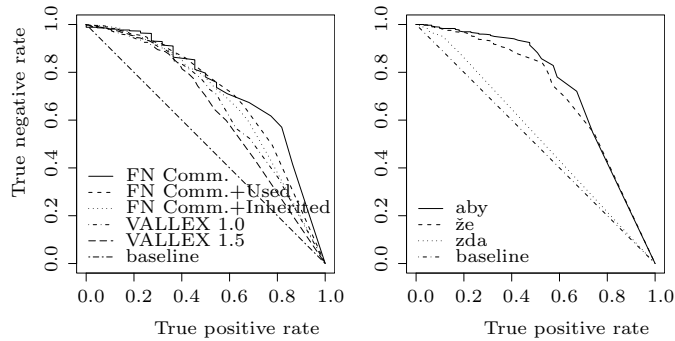 True negative rate
0.0 0.2 0.4 0.6 0.8 1.0
FN Comm.
FN Comm.+Used
FN Comm.+Inherited
VALLEX 1.0
VALLEX 1.5
baseline
0.0 0.2 0.4 0.6 0.8 1.0
True positive rate
0.0 0.2 0.4 0.6 0.8 1.0
aby
že
zda
baseline
0.0 0.2 0.4 0.6 0.8 1.0
True positive rate